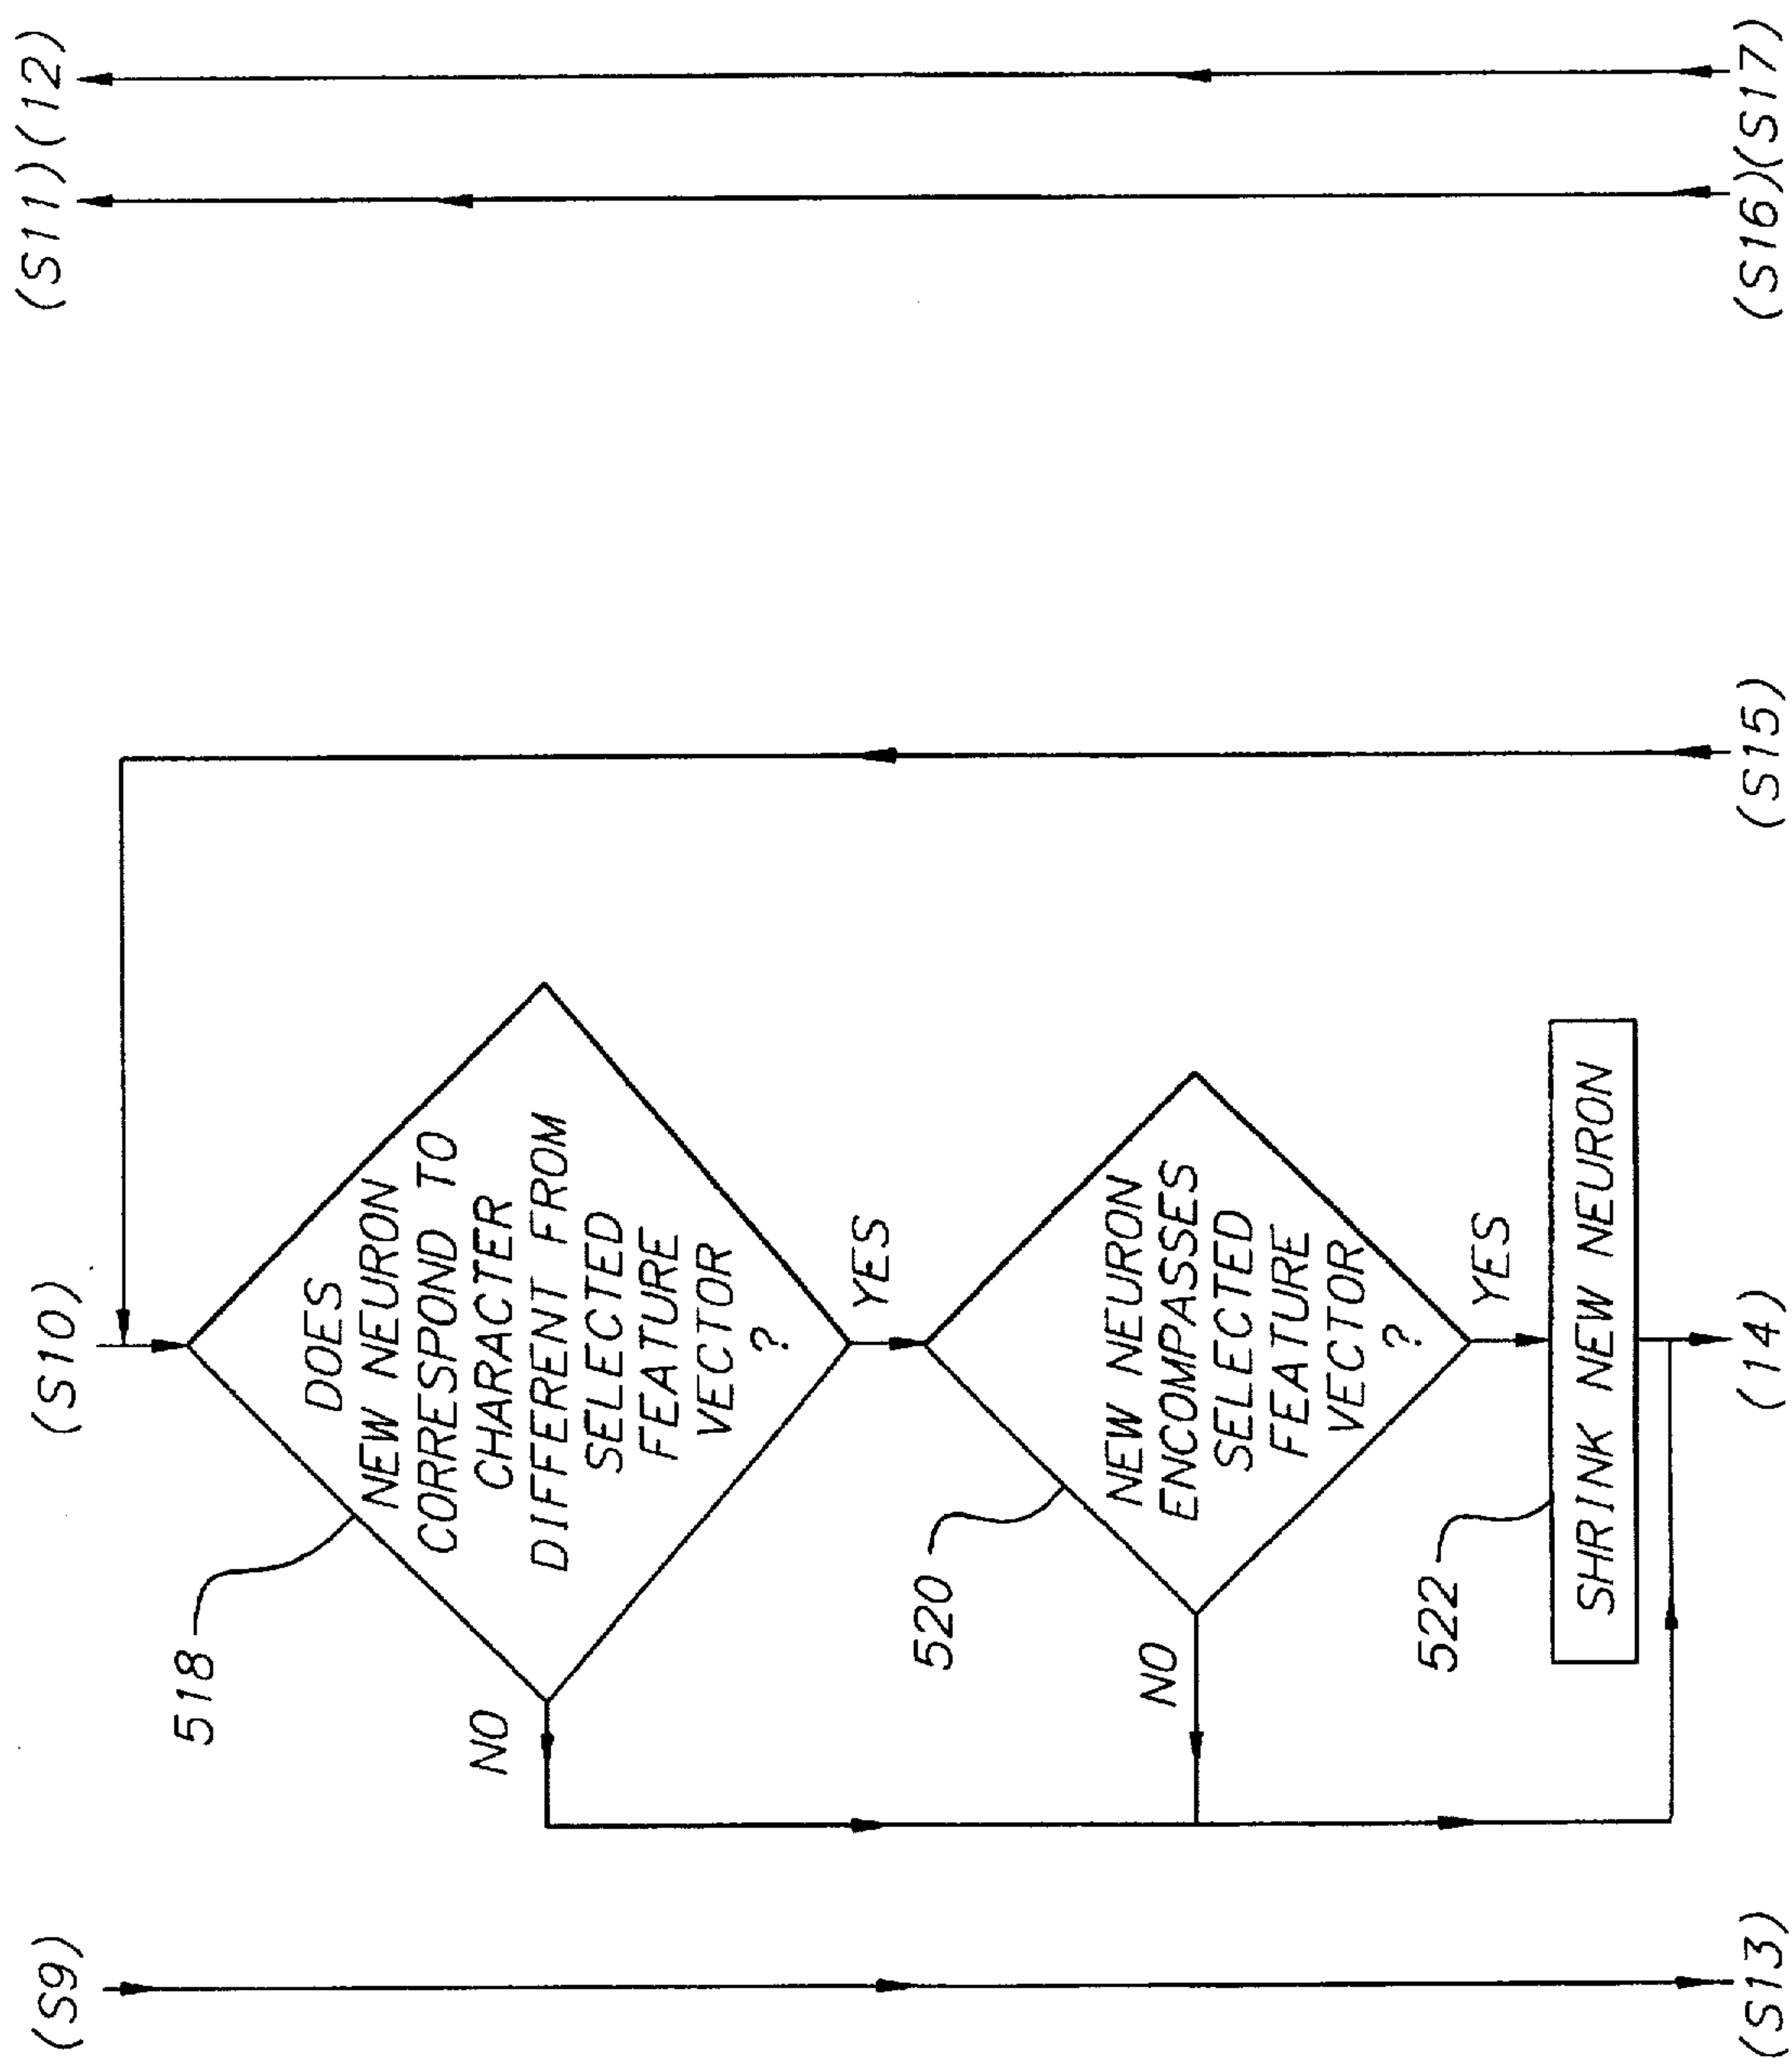 (S9)
(S10)
(S11)(12)
518
DOES
NEW NEURON
CORRESPOND TO
CHARACTER
DIFFERENT FROM
SELECTED
FEATURE
VECTOR
?
NO
YES
520
NEW NEURON
ENCOMPASSES
SELECTED
FEATURE
VECTOR
?
NO
YES
522
SHRINK NEW NEURON
(S13)
(14)
(S15)
(S16)(S17)